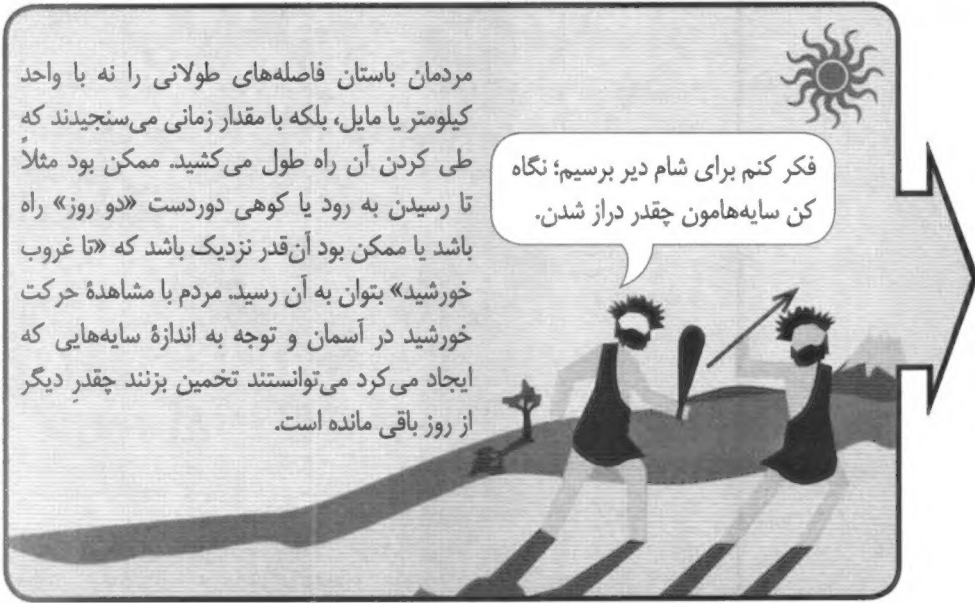 مردمان باستان فاصله‌های طولانی را نه با واحد
کیلومتر یا مایل، بلکه با مقدار زمانی می‌سنجیدند که
طی کردن آن راه طول می‌کشید. ممکن بود مثلاً
تا رسیدن به رود یا کوهی دوردست «دو روز» راه
باشد یا ممکن بود آن‌قدر نزدیک باشد که «تا غروب
خورشید» بتوان به آن رسید. مردم با مشاهدهٔ حرکت
خورشید در آسمان و توجه به اندازهٔ سایه‌هایی که
ایجاد می‌کرد می‌توانستند تخمین بزنند چقدرِ دیگر
از روز باقی مانده است.
فکر کنم برای شام دیر برسیم؛ نگاه
کن سایه‌هامون چقدر دراز شدن.